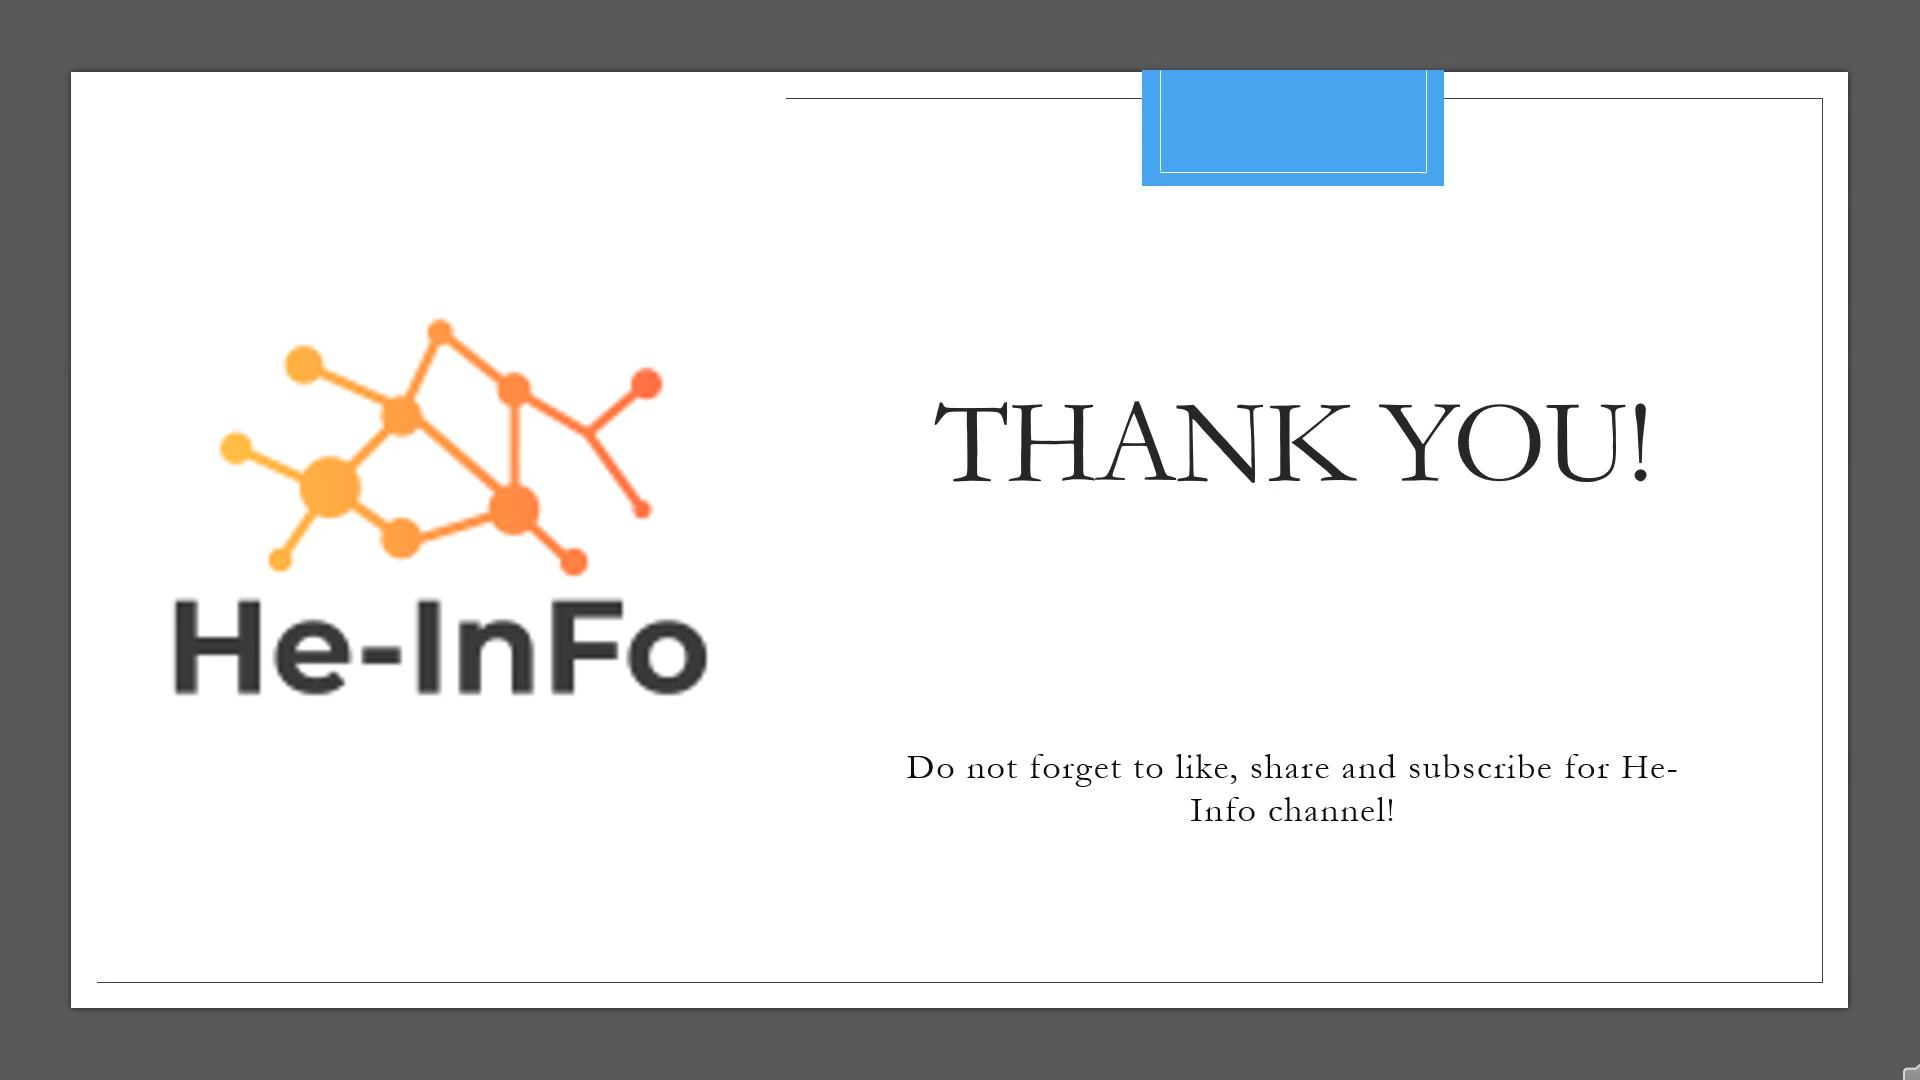 He-InFo
THANK YOU!
Do not forget to like, share and subscribe for He-
Info channel!